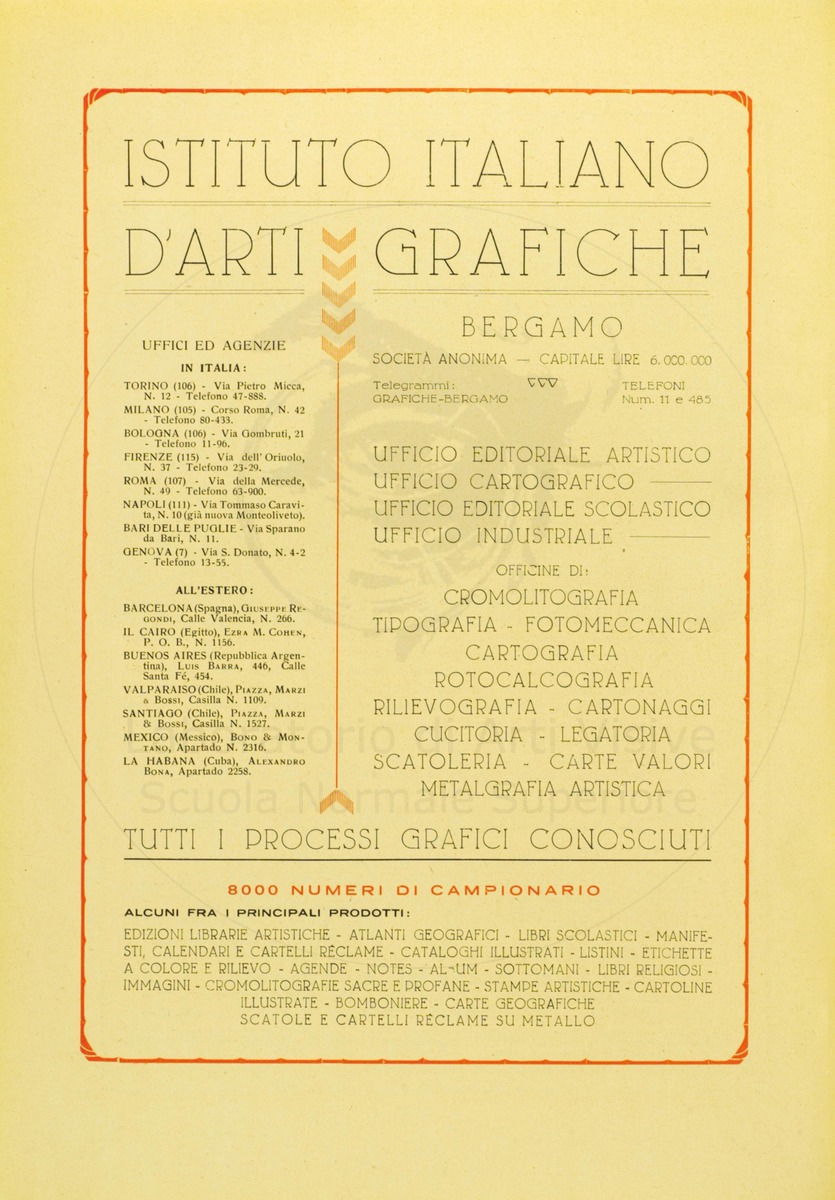 ISTITUTO ITALIANO
D'ARTI GRAFICHE
UFFICI ED AGENZIE
IN ITALIA:
TORINO (106) - Via Pietro Micca,
N. 12 - Telefono 47-888.
MILANO (105) - Corso Roma, N. 42
- Telefono 80-433.
BOLOGNA (106) - Via Gombruti, 21
- Telefono 11-96.
FIRENZE (115) - Via dell' Oriuolo,
N. 37 - Telefono 23-29.
ROMA (107) - Via della Mercede,
N. 49 - Telefono 63-900.
NAPOLI (111) - Via Tommaso Caravi-
ta, N. 10 (già nuova Monteoliveto).
BARI DELLE PUGLIE - Via Sparano
da Bari, N. 11.
GENOVA (7) - Via S. Donato, N. 4-2
- Telefono 13-55.
ALL'ESTERO:
BARCELONA (Spagna), GIUSEPPE RE-
GONDI, Calle Valencia, N. 266.
IL CAIRO (Egitto), EZRA M. COHEN,
P. O. B., N. 1156.
BUENOS AIRES (Repubblica Argen-
tina), LUIS BARRA, 446, Calle
Santa Fé, 454.
VALPARAISO (Chile), PIAZZA, MARZI
& BOSSI, Casilla N. 1109.
SANTIAGO (Chile), PIAZZA, MARZI
& BOSSI, Casilla N. 1527.
MEXICO (Messico), BONO & MON-
TANO, Apartado N. 2316.
LA HABANA (Cuba), ALEXANDRO
BONA, Apartado 2258.
BERGAMO
SOCIETÀ ANONIMA — CAPITALE LIRE 6.000.000
Telegrammi: TELEFONI
GRAFICHE-BERGAMO Num. 11 e 485
UFFICIO EDITORIALE ARTISTICO
UFFICIO CARTOGRAFICO
UFFICIO EDITORIALE SCOLASTICO
UFFICIO INDUSTRIALE
OFFICINE DI:
CROMOLITOGRAFIA
TIPOGRAFIA - FOTOMECCANICA
CARTOGRAFIA
ROTOCALCOGRAFIA
RILIEVOGRAFIA - CARTONAGGI
CUCITORIA - LEGATORIA
SCATOLERIA - CARTE VALORI
METALGRAFIA ARTISTICA
Scuola Normale Superiore
TUTTI I PROCESSI GRAFICI CONOSCIUTI
8000 NUMERI DI CAMPIONARIO
ALCUNI FRA I PRINCIPALI PRODOTTI:
EDIZIONI LIBRARIE ARTISTICHE - ATLANTI GEOGRAFICI - LIBRI SCOLASTICI - MANIFE-
STI, CALENDARI E CARTELLI RÉCLAME - CATALOGHI ILLUSTRATI - LISTINI - ETICHETTE
A COLORE E RILIEVO - AGENDE - NOTES - SOTTOMANI - LIBRI RELIGIOSI -
IMMAGINI - CROMOLITOGRAFIE SACRE E PROFANE - STAMPE ARTISTICHE - CARTOLINE
ILLUSTRATE - BOMBONIERE - CARTE GEOGRAFICHE
SCATOLE E CARTELLI RÉCLAME SU METALLO